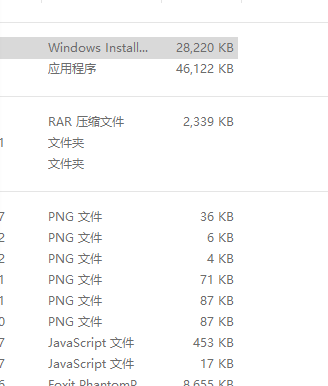 Windows Install... 28,220 KB
应用程序 46,122 KB
RAR 压缩文件 2,339 KB
1 文件夹
文件夹
7 PNG 文件 36 KB
2 PNG 文件 6 KB
2 PNG 文件 4 KB
1 PNG 文件 71 KB
1 PNG 文件 87 KB
0 PNG 文件 87 KB
7 JavaScript 文件 453 KB
7 JavaScript 文件 17 KB
Foxit PhantomP 8,655 KB